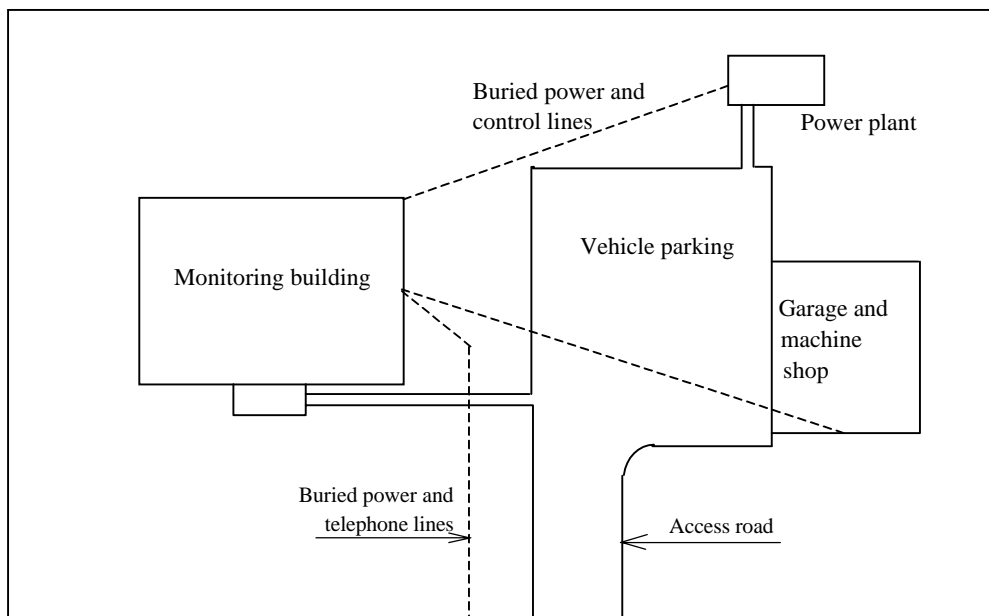 Buried power and
control lines
Power plant
Vehicle parking
Monitoring building
Garage and
machine
shop
Buried power and
telephone lines
Access road